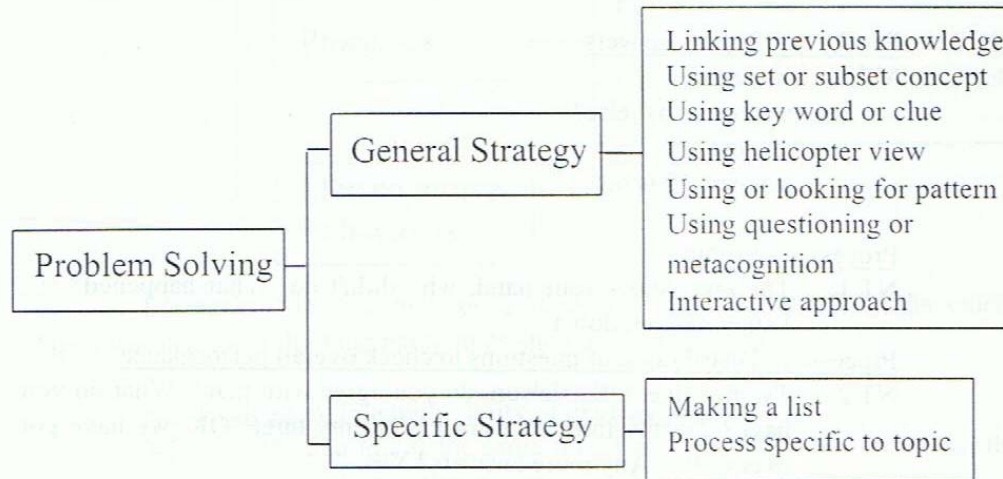 Problem Solving
General Strategy
Linking previous knowledge
Using set or subset concept
Using key word or clue
Using helicopter view
Using or looking for pattern
Using questioning or
metacognition
Interactive approach
Specific Strategy
Making a list
Process specific to topic